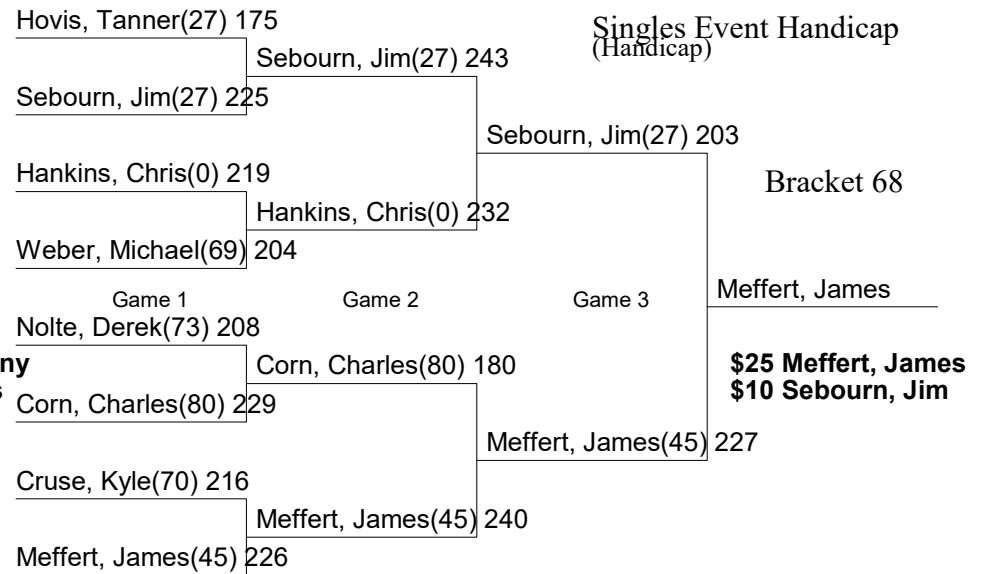 Hovis, Tanner(27) 175
Singles Event Handicap
(Handicap)
Sebourn, Jim(27) 243
Sebourn, Jim(27) 225
Sebourn, Jim(27) 203
Hankins, Chris(0) 219
Bracket 68
Hankins, Chris(0) 232
Weber, Michael(69) 204
Game 1
Game 2
Game 3
Meffert, James
Nolte, Derek(73) 208
ny
Corn, Charles(80) 180
$25 Meffert, James
$10 Sebourn, Jim
s
Corn, Charles(80) 229
Meffert, James(45) 227
Cruse, Kyle(70) 216
Meffert, James(45) 240
Meffert, James(45) 226